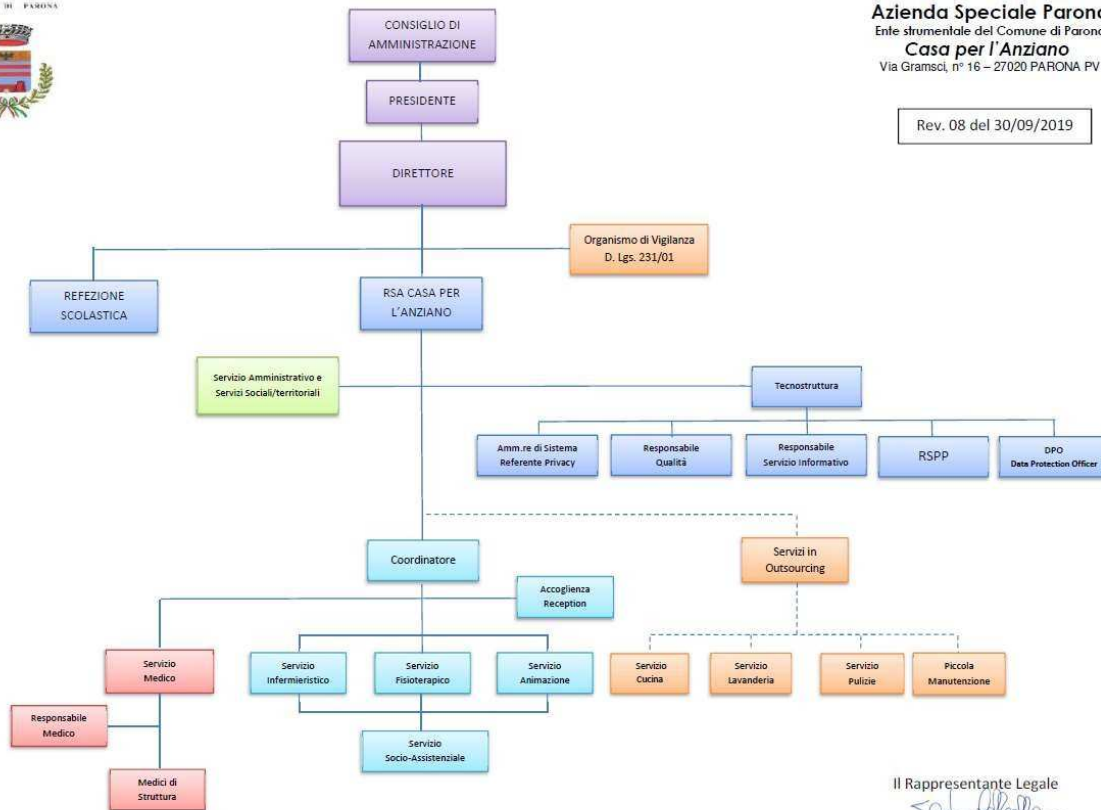 DI PARONA
Azienda Speciale Parona
Ente strumentale del Comune di Parona
Casa per l'Anziano
Via Gramsci, n° 16 – 27020 PARONA PV
Rev. 08 del 30/09/2019
CONSIGLIO DI
AMMINISTRAZIONE
PRESIDENTE
DIRETTORE
Organismo di Vigilanza
D. Lgs. 231/01
REFEZIONE
SCOLASTICA
RSA CASA PER
L'ANZIANO
Servizio Amministrativo e
Servizi Sociali/territoriali
Tecnostruttura
Amm.re di Sistema
Referente Privacy
Responsabile
Qualità
Responsabile
Servizio Informativo
RSPP
DPO
Data Protection Officer
Coordinatore
Servizi in
Outsourcing
Accoglienza
Reception
Servizio
Medico
Servizio
Infermieristico
Servizio
Fisioterapico
Servizio
Animazione
Servizio
Cucina
Servizio
Lavanderia
Servizio
Pulizie
Piccola
Manutenzione
Responsabile
Medico
Servizio
Socio-Assistenziale
Medici di
Struttura
Il Rappresentante Legale